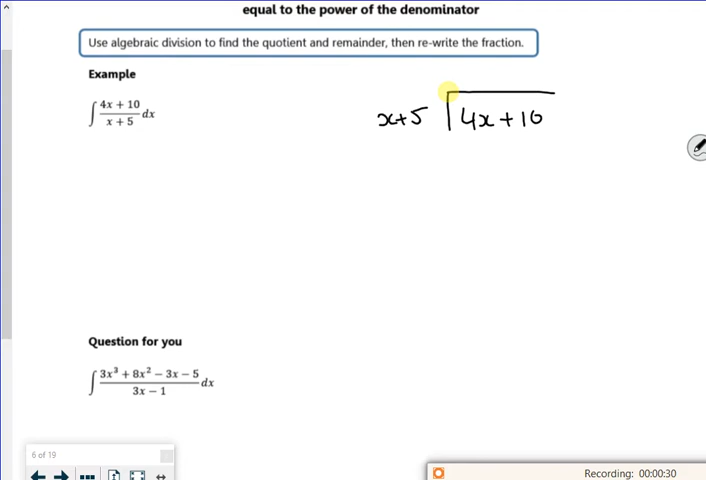 equal to the power of the denominator
Use algebraic division to find the quotient and remainder, then re-write the fraction.
Example
∫ (4x + 10)/(x + 5) dx
x+5 | 4x + 10
Question for you
∫ (3x³ + 8x² − 3x − 5)/(3x − 1) dx
6 of 19
Recording: 00:00:30